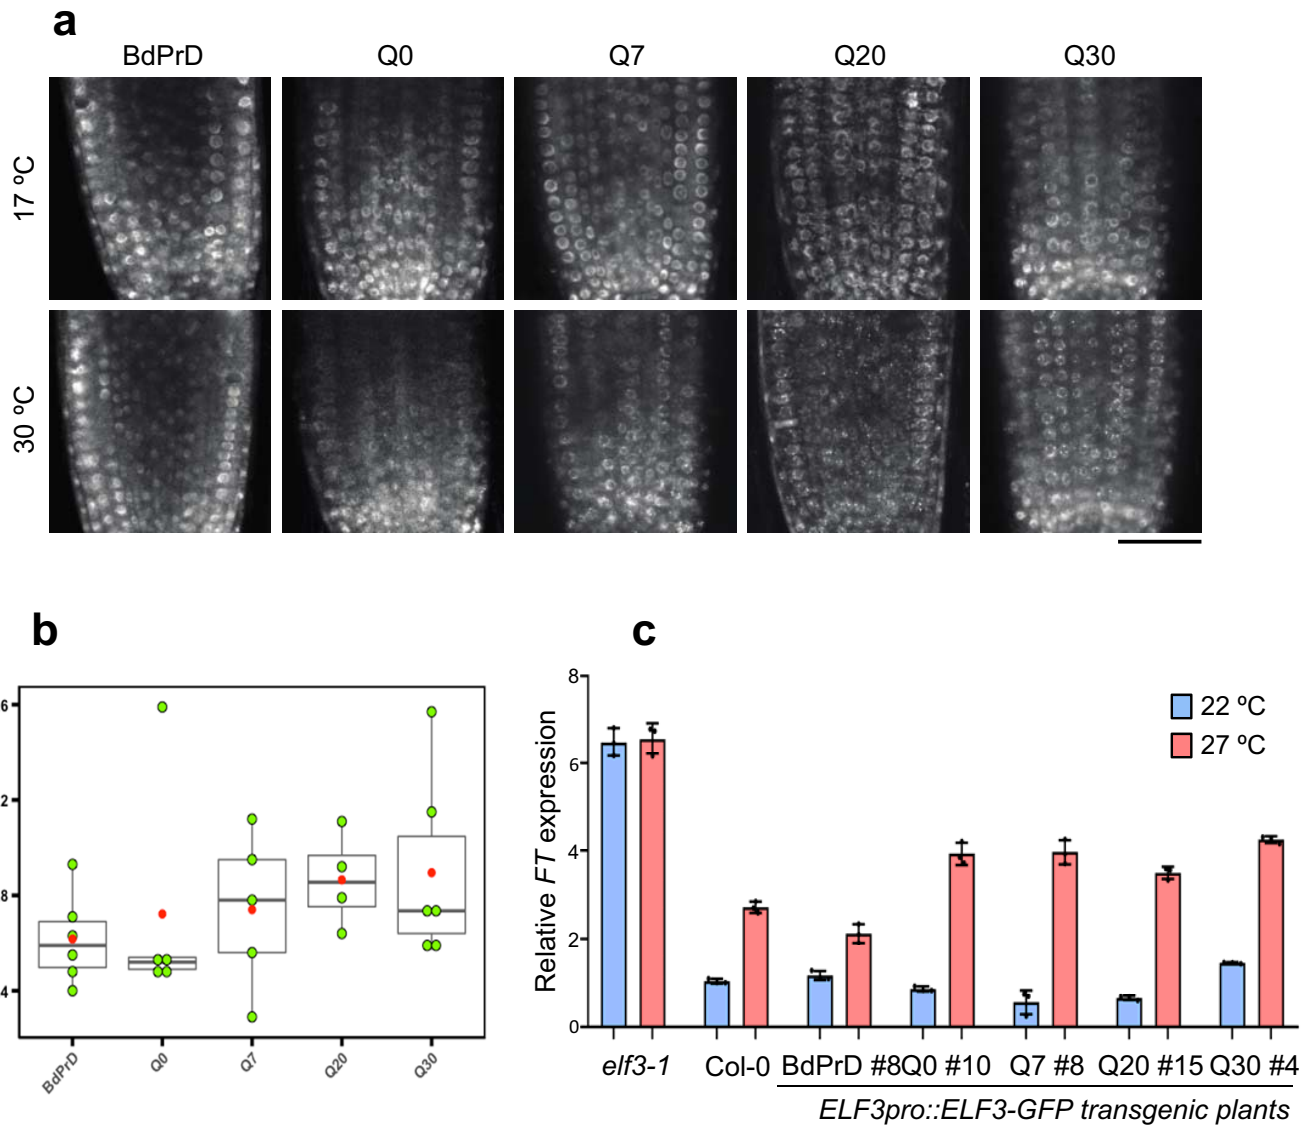 a
BdPrD Q0 Q7 Q20 Q30
17 ºC
30 ºC
b
6
2
8
4
BdPrD Q0 Q7 Q20 Q30
c
Relative FT expression
8
6
4
2
0
22 ºC
27 ºC
elf3-1 Col-0 BdPrD #8 Q0 #10 Q7 #8 Q20 #15 Q30 #4
ELF3pro::ELF3-GFP transgenic plants